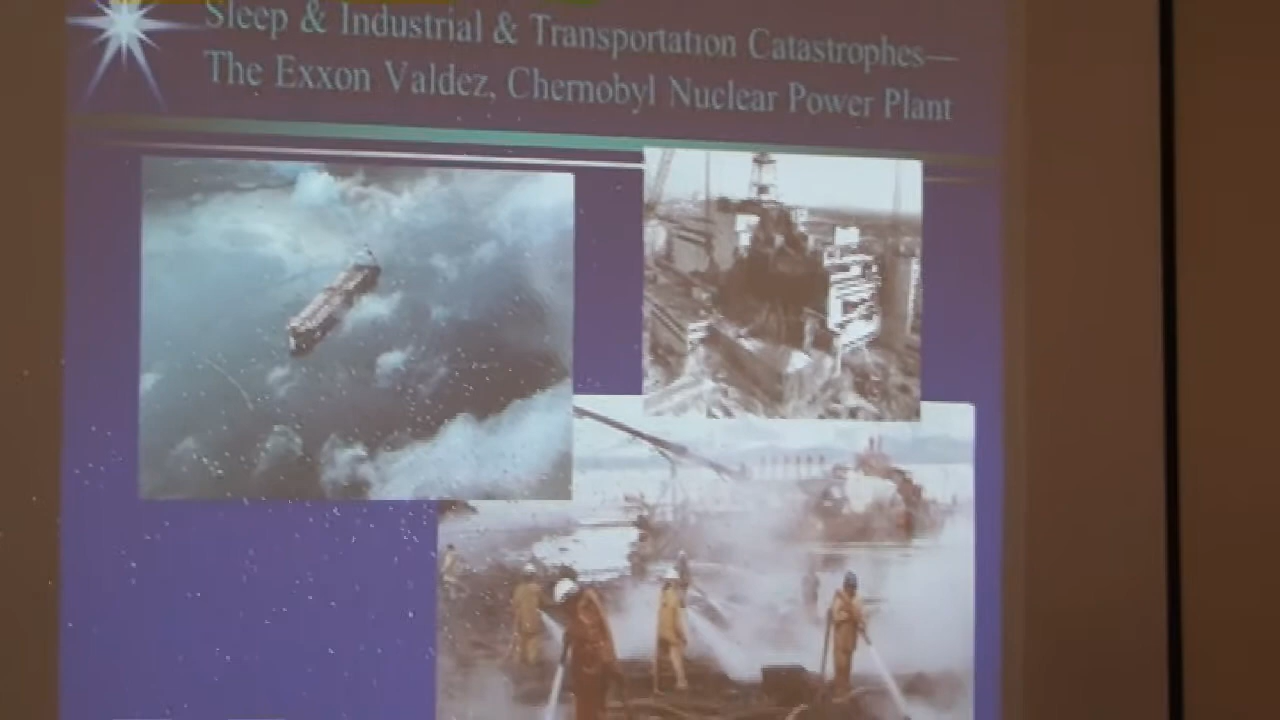 Sleep & Industrial & Transportation Catastrophes—
The Exxon Valdez, Chernobyl Nuclear Power Plant